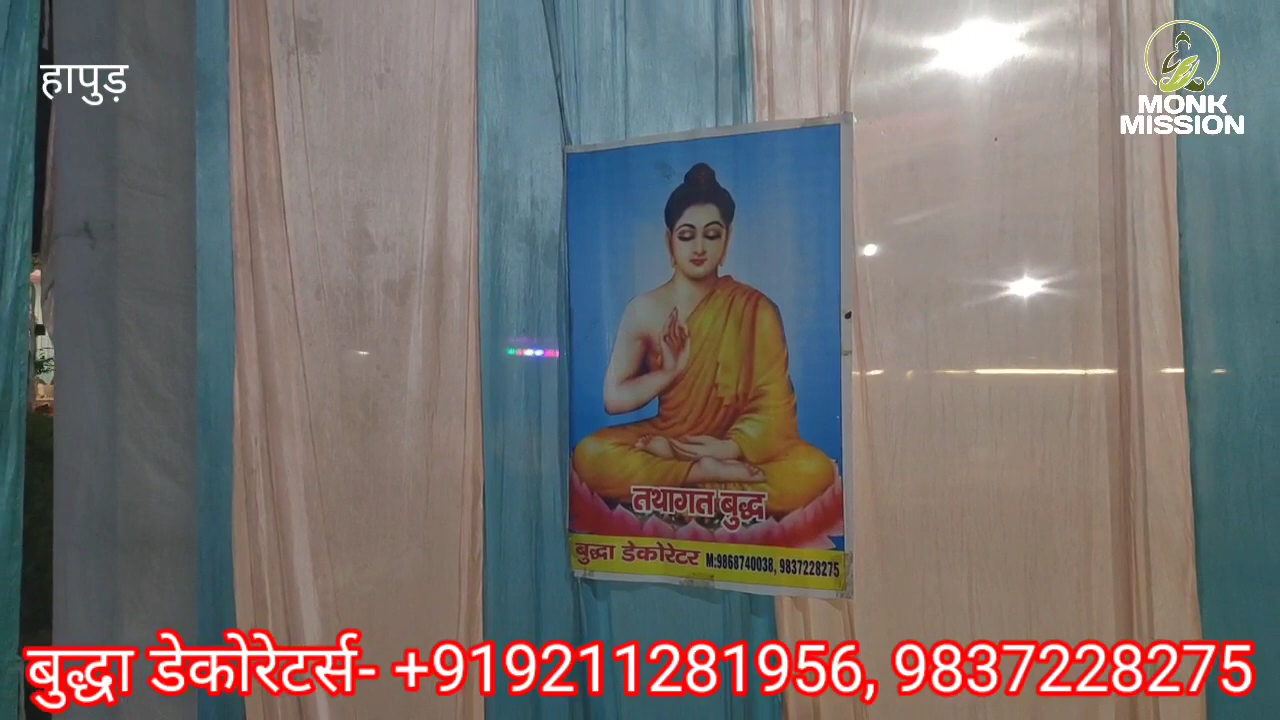 हापुड़
MONK
MISSION
तथागत बुद्ध
बुद्धा डेकोरेटर M:9868740038, 9837228275
बुद्धा डेकोरेटर्स- +919211281956, 9837228275